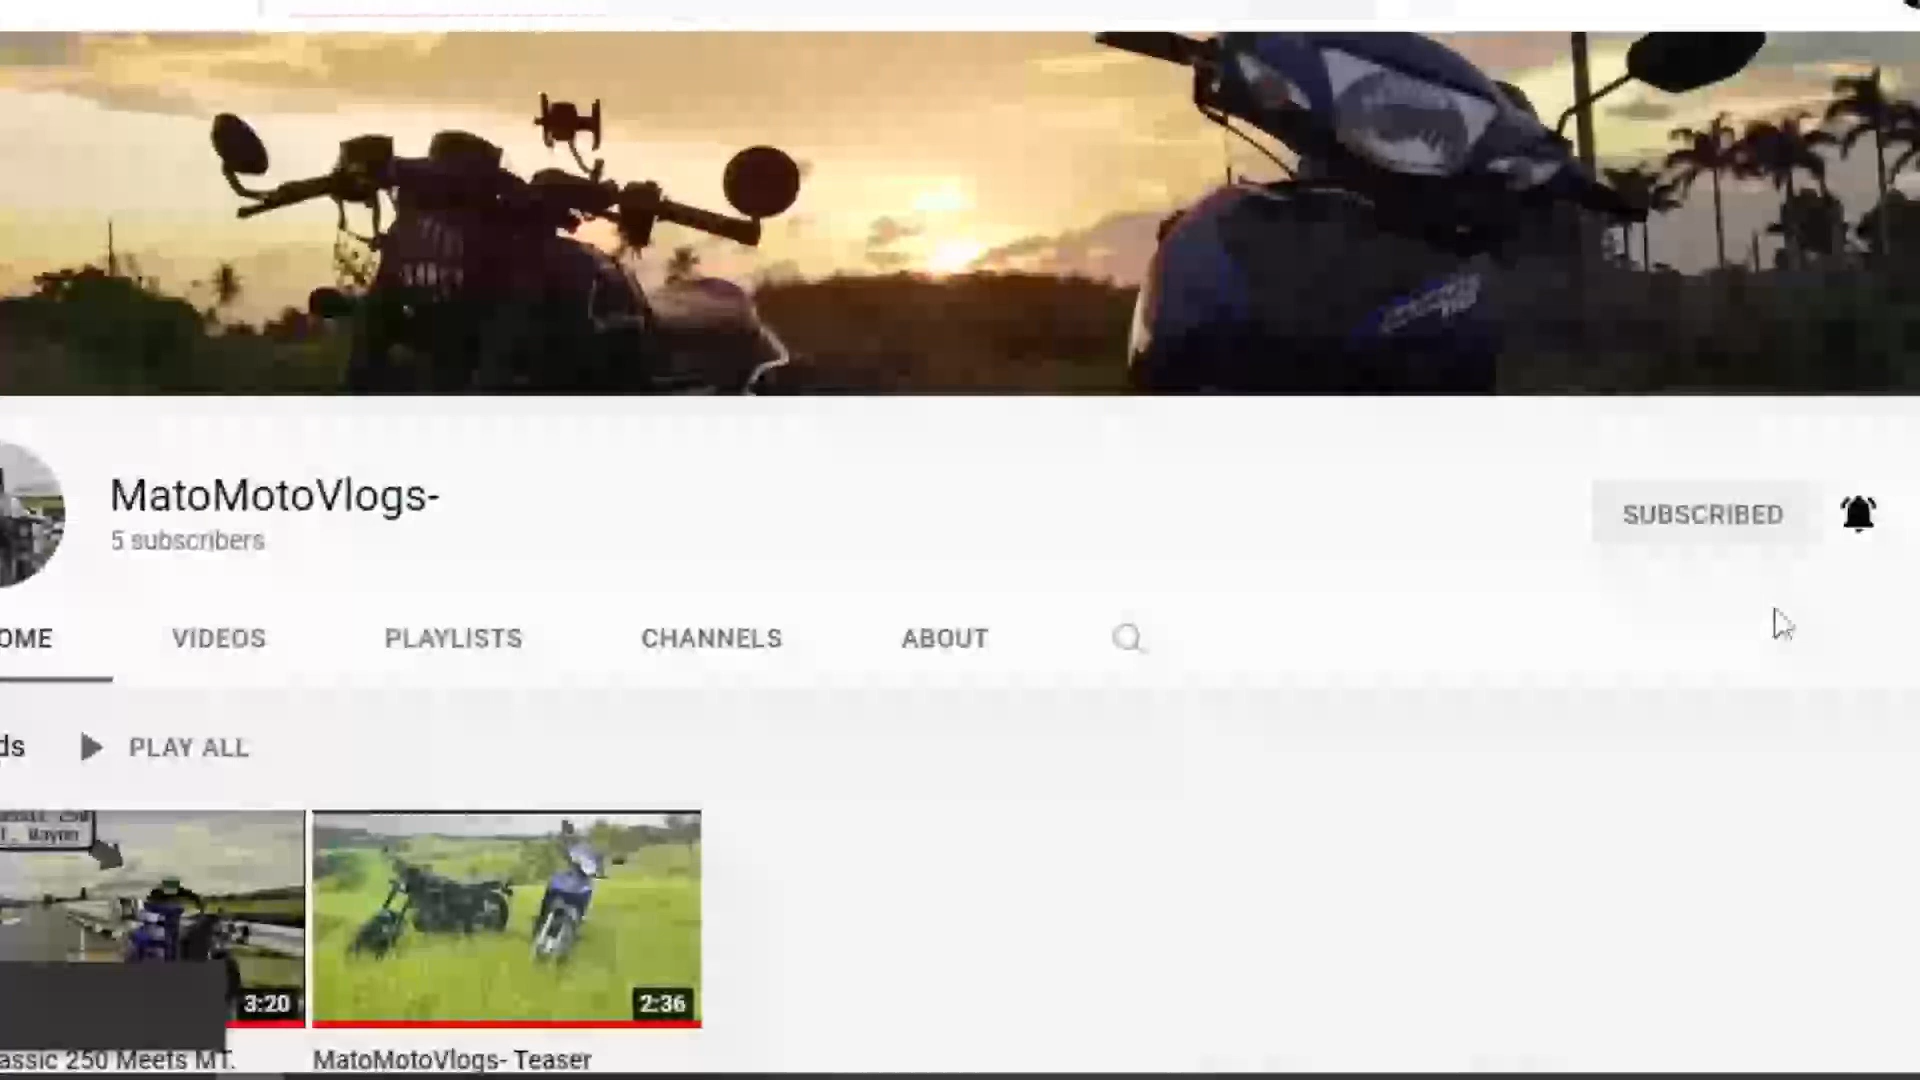 MatoMotoVlogs-
5 subscribers
SUBSCRIBED
OME
VIDEOS
PLAYLISTS
CHANNELS
ABOUT
ds
PLAY ALL
3:20
2:36
assic 250 Meets MT.
MatoMotoVlogs- Teaser